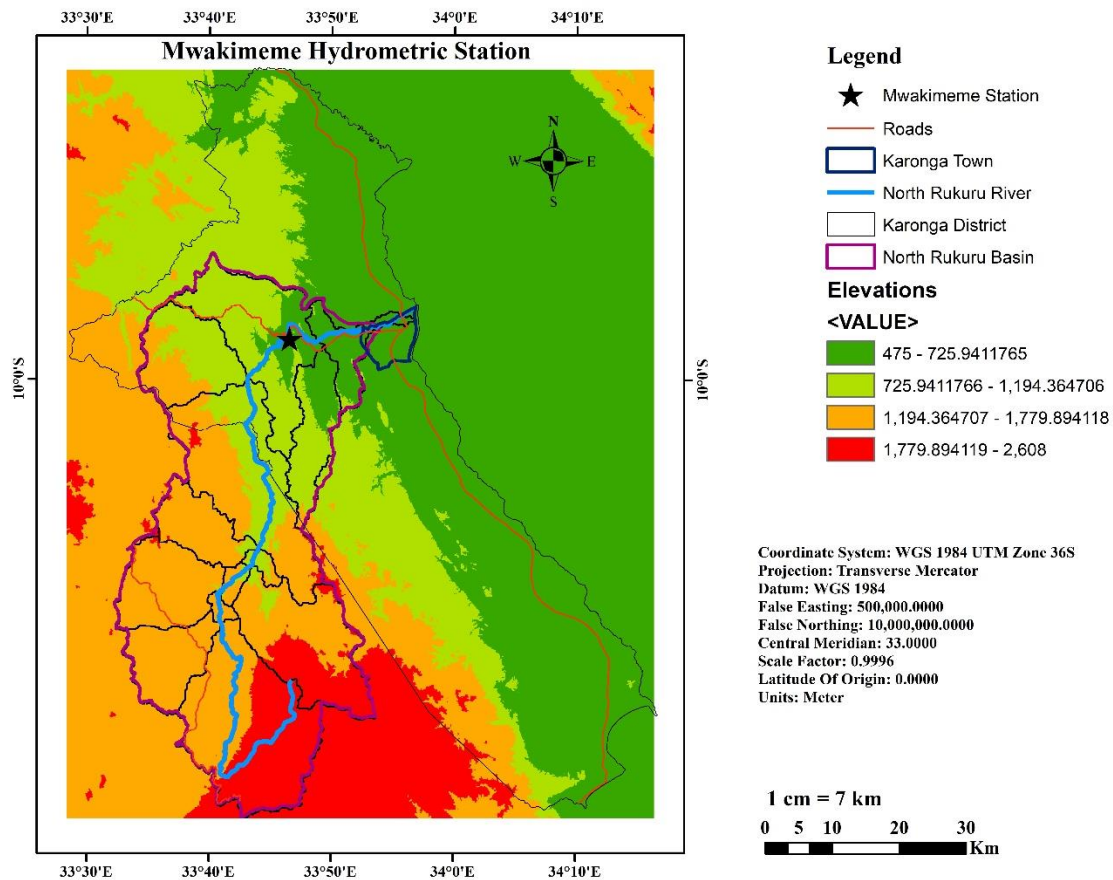 33°30'E 33°40'E 33°50'E 34°0'E 34°10'E
Mwakimeme Hydrometric Station
N
W E
S
10°0'S
10°0'S
33°30'E 33°40'E 33°50'E 34°0'E 34°10'E
Legend
Mwakimeme Station
Roads
Karonga Town
North Rukuru River
Karonga District
North Rukuru Basin
Elevations
<VALUE>
475 - 725.9411765
725.9411766 - 1,194.364706
1,194.364707 - 1,779.894118
1,779.894119 - 2,608
Coordinate System: WGS 1984 UTM Zone 36S
Projection: Transverse Mercator
Datum: WGS 1984
False Easting: 500,000.0000
False Northing: 10,000,000.0000
Central Meridian: 33.0000
Scale Factor: 0.9996
Latitude Of Origin: 0.0000
Units: Meter
1 cm = 7 km
0 5 10 20 30
Km